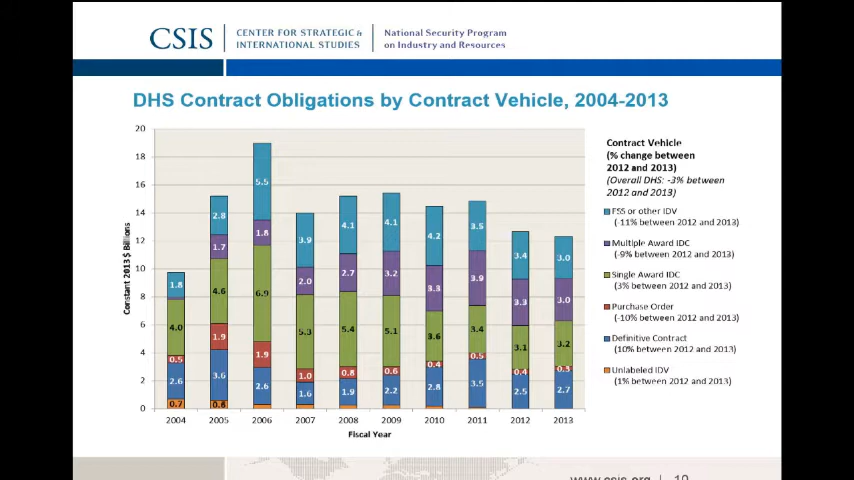 CSIS
CENTER FOR STRATEGIC &
INTERNATIONAL STUDIES
National Security Program
on Industry and Resources
DHS Contract Obligations by Contract Vehicle, 2004-2013
Constant 2013 $ Billions
20
18
16
14
12
10
8
6
4
2
0
1.8
4.0
0.5
2.6
0.7
2.8
1.7
4.6
1.9
3.6
0.6
5.5
1.8
6.9
1.9
2.6
3.9
2.0
5.3
1.0
1.6
4.1
2.7
5.4
0.8
1.9
4.1
3.2
5.1
0.6
2.2
4.2
3.3
3.6
0.4
2.8
3.5
3.9
3.4
0.5
3.5
3.4
3.3
3.1
0.4
2.5
3.0
3.0
3.2
0.3
2.7
2004 2005 2006 2007 2008 2009 2010 2011 2012 2013
Fiscal Year
Contract Vehicle
(% change between
2012 and 2013)
(Overall DHS: -3% between
2012 and 2013)
FSS or other IDV
(-11% between 2012 and 2013)
Multiple Award IDC
(-9% between 2012 and 2013)
Single Award IDC
(3% between 2012 and 2013)
Purchase Order
(-10% between 2012 and 2013)
Definitive Contract
(10% between 2012 and 2013)
Unlabeled IDV
(1% between 2012 and 2013)
www.csis.org | 10